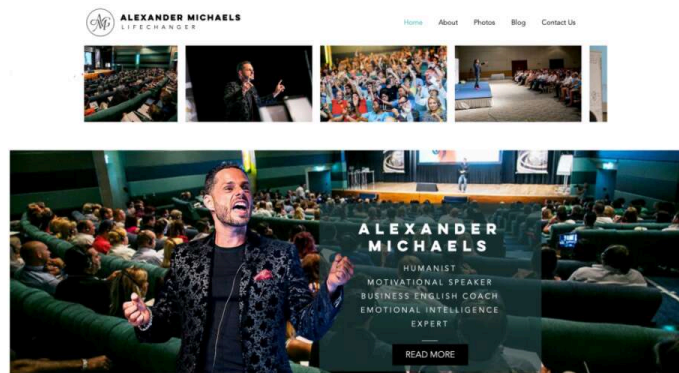 ALEXANDER MICHAELS
LIFECHANGER
Home About Photos Blog Contact Us
ALEXANDER
MICHAELS
HUMANIST
MOTIVATIONAL SPEAKER
BUSINESS ENGLISH COACH
EMOTIONAL INTELLIGENCE
EXPERT
READ MORE